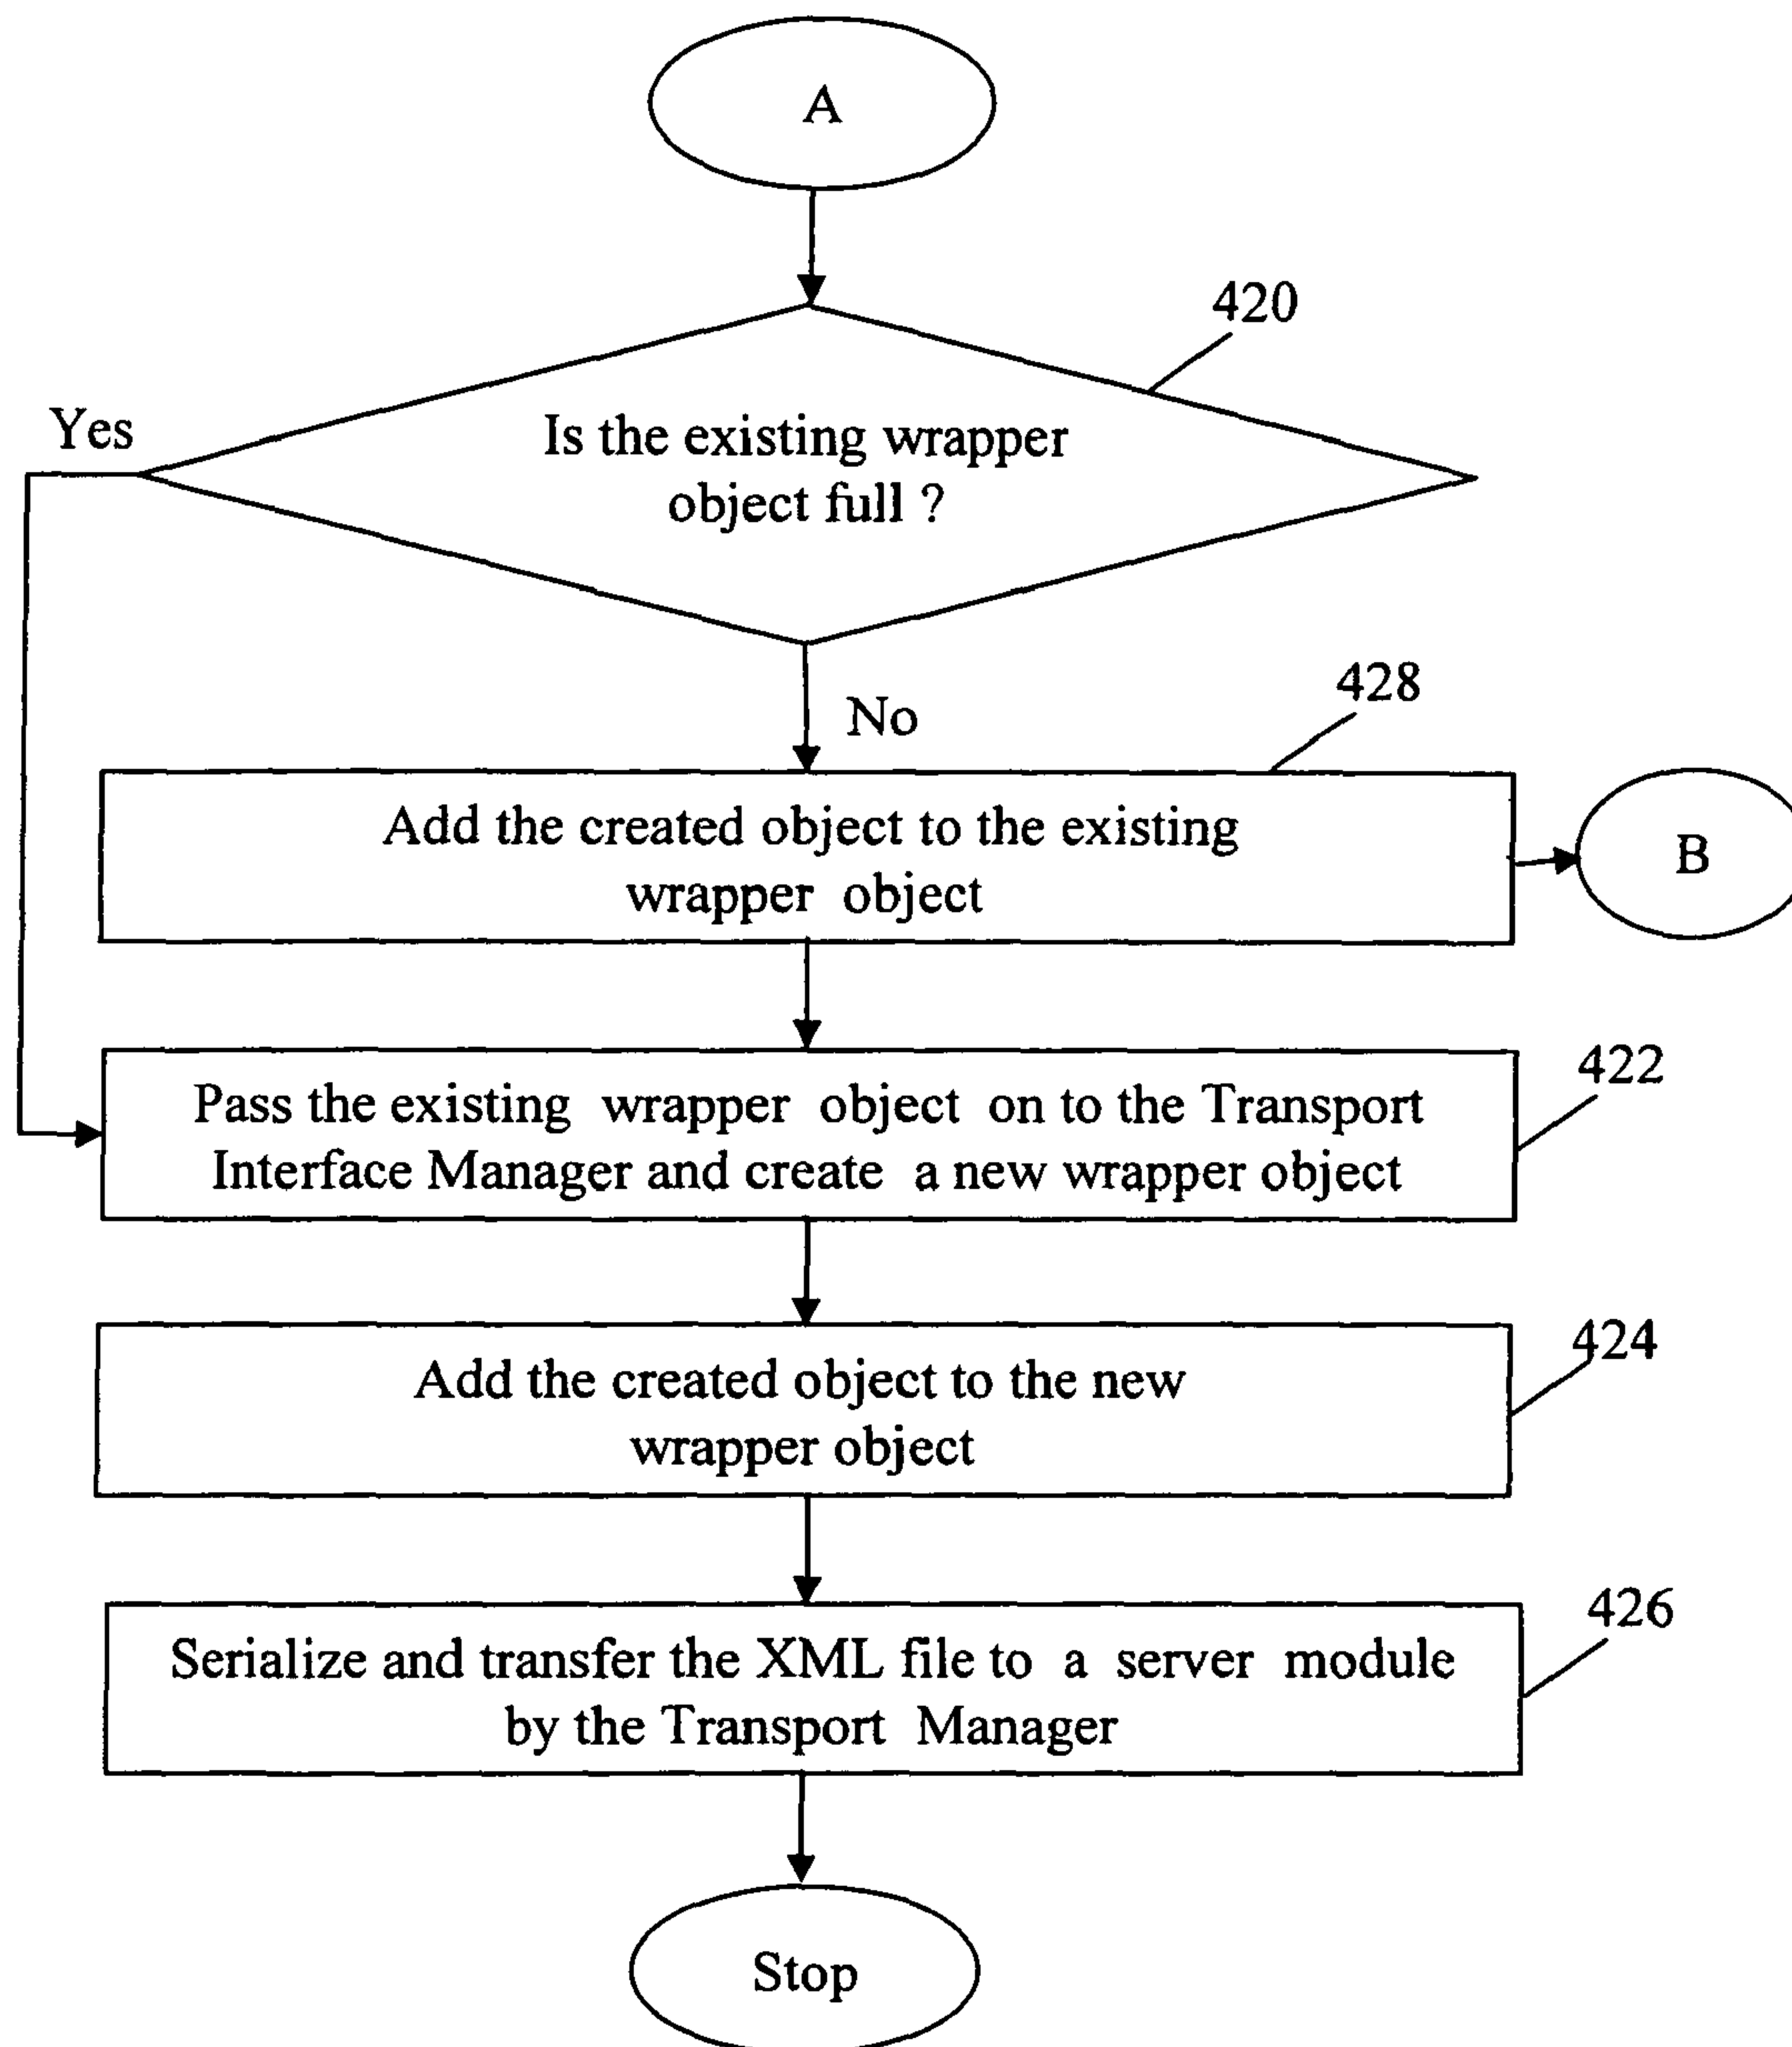 A
420
Yes
Is the existing wrapper
object full ?
428
No
Add the created object to the existing
wrapper object
B
422
Pass the existing wrapper object on to the Transport
Interface Manager and create a new wrapper object
424
Add the created object to the new
wrapper object
426
Serialize and transfer the XML file to a server module
by the Transport Manager
Stop